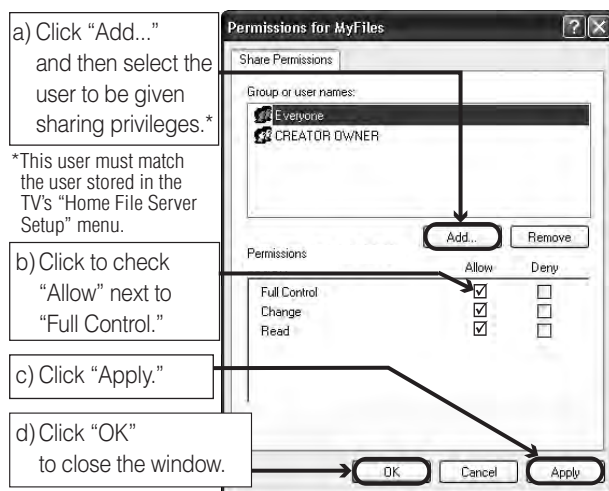 a) Click “Add...”
and then select the
user to be given
sharing privileges.*
*This user must match
the user stored in the
TV’s “Home File Server
Setup” menu.
b) Click to check
“Allow” next to
“Full Control.”
c) Click “Apply.”
d) Click “OK”
to close the window.
Permissions for MyFiles
Share Permissions
Group or user names:
Everyone
CREATOR OWNER
Add... Remove
Permissions Allow Deny
Full Control
Change
Read
OK Cancel Apply